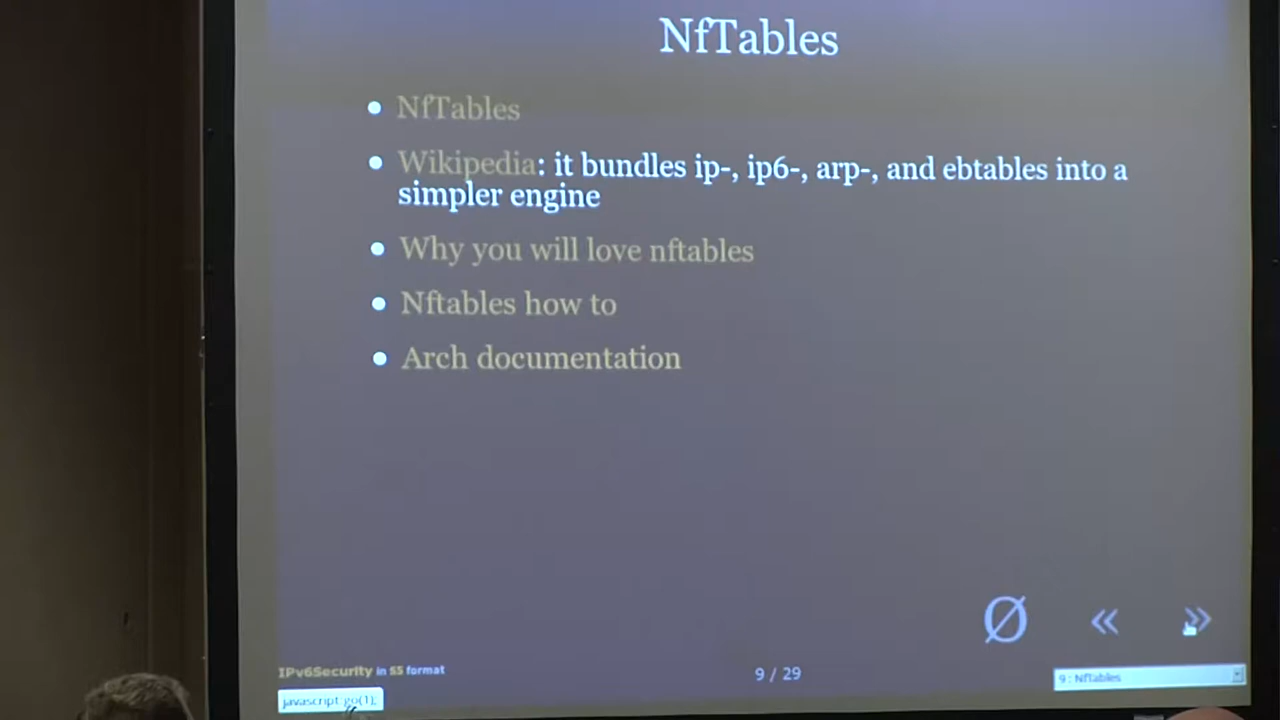 NfTables
NfTables
Wikipedia: it bundles ip-, ip6-, arp-, and ebtables into a
simpler engine
Why you will love nftables
Nftables how to
Arch documentation
Ø « »
IPv6Security in S5 format
9 / 29
9 : NfTables
javascript:go(1);